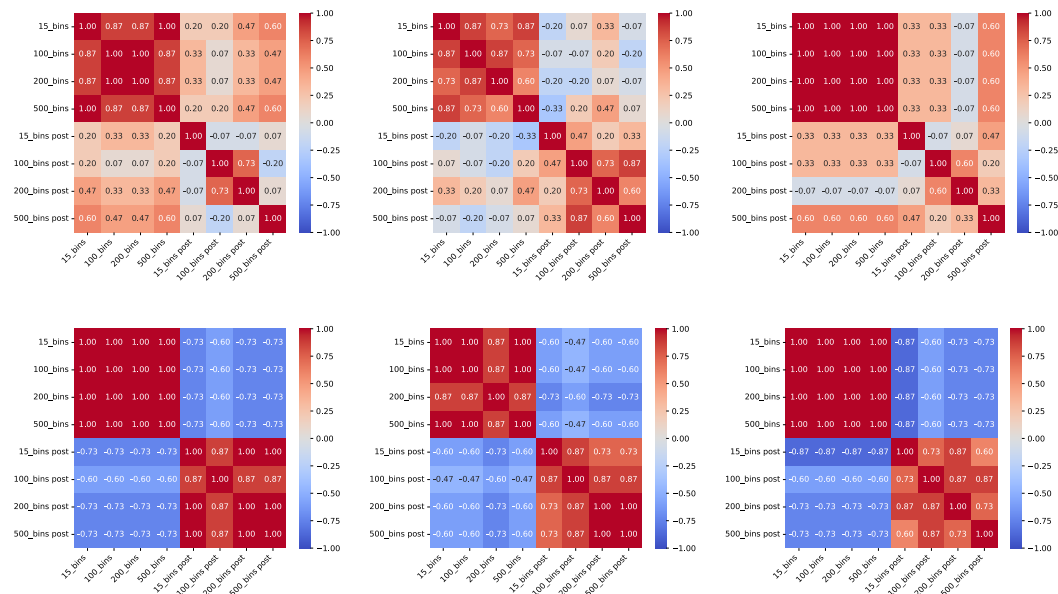 15_bins 1.00 0.87 0.87 1.00 0.20 0.20 0.47 0.60
100_bins 0.87 1.00 1.00 0.87 0.33 0.07 0.33 0.47
200_bins 0.87 1.00 1.00 0.87 0.33 0.07 0.33 0.47
500_bins 1.00 0.87 0.87 1.00 0.20 0.20 0.47 0.60
15_bins post 0.20 0.33 0.33 0.20 1.00 -0.07 -0.07 0.07
100_bins post 0.20 0.07 0.07 0.20 -0.07 1.00 0.73 -0.20
200_bins post 0.47 0.33 0.33 0.47 -0.07 0.73 1.00 0.07
500_bins post 0.60 0.47 0.47 0.60 0.07 -0.20 0.07 1.00
15_bins 100_bins 200_bins 500_bins 15_bins post 100_bins post 200_bins post 500_bins post
1.00
0.75
0.50
0.25
0.00
−0.25
−0.50
−0.75
−1.00
15_bins 1.00 0.87 0.73 0.87 -0.20 0.07 0.33 -0.07
100_bins 0.87 1.00 0.87 0.73 -0.07 -0.07 0.20 -0.20
200_bins 0.73 0.87 1.00 0.60 -0.20 -0.20 0.07 -0.07
500_bins 0.87 0.73 0.60 1.00 -0.33 0.20 0.47 0.07
15_bins post -0.20 -0.07 -0.20 -0.33 1.00 0.47 0.20 0.33
100_bins post 0.07 -0.07 -0.20 0.20 0.47 1.00 0.73 0.87
200_bins post 0.33 0.20 0.07 0.47 0.20 0.73 1.00 0.60
500_bins post -0.07 -0.20 -0.07 0.07 0.33 0.87 0.60 1.00
15_bins 100_bins 200_bins 500_bins 15_bins post 100_bins post 200_bins post 500_bins post
1.00
0.75
0.50
0.25
0.00
−0.25
−0.50
−0.75
−1.00
15_bins 1.00 1.00 1.00 1.00 0.33 0.33 -0.07 0.60
100_bins 1.00 1.00 1.00 1.00 0.33 0.33 -0.07 0.60
200_bins 1.00 1.00 1.00 1.00 0.33 0.33 -0.07 0.60
500_bins 1.00 1.00 1.00 1.00 0.33 0.33 -0.07 0.60
15_bins post 0.33 0.33 0.33 0.33 1.00 -0.07 0.07 0.47
100_bins post 0.33 0.33 0.33 0.33 -0.07 1.00 0.60 0.20
200_bins post -0.07 -0.07 -0.07 -0.07 0.07 0.60 1.00 0.33
500_bins post 0.60 0.60 0.60 0.60 0.47 0.20 0.33 1.00
15_bins 100_bins 200_bins 500_bins 15_bins post 100_bins post 200_bins post 500_bins post
1.00
0.75
0.50
0.25
0.00
−0.25
−0.50
−0.75
−1.00
15_bins 1.00 1.00 1.00 1.00 -0.73 -0.60 -0.73 -0.73
100_bins 1.00 1.00 1.00 1.00 -0.73 -0.60 -0.73 -0.73
200_bins 1.00 1.00 1.00 1.00 -0.73 -0.60 -0.73 -0.73
500_bins 1.00 1.00 1.00 1.00 -0.73 -0.60 -0.73 -0.73
15_bins post -0.73 -0.73 -0.73 -0.73 1.00 0.87 1.00 1.00
100_bins post -0.60 -0.60 -0.60 -0.60 0.87 1.00 0.87 0.87
200_bins post -0.73 -0.73 -0.73 -0.73 1.00 0.87 1.00 1.00
500_bins post -0.73 -0.73 -0.73 -0.73 1.00 0.87 1.00 1.00
15_bins 100_bins 200_bins 500_bins 15_bins post 100_bins post 200_bins post 500_bins post
1.00
0.75
0.50
0.25
0.00
−0.25
−0.50
−0.75
−1.00
15_bins 1.00 1.00 0.87 1.00 -0.60 -0.47 -0.60 -0.60
100_bins 1.00 1.00 0.87 1.00 -0.60 -0.47 -0.60 -0.60
200_bins 0.87 0.87 1.00 0.87 -0.73 -0.60 -0.73 -0.73
500_bins 1.00 1.00 0.87 1.00 -0.60 -0.47 -0.60 -0.60
15_bins post -0.60 -0.60 -0.73 -0.60 1.00 0.87 0.73 0.73
100_bins post -0.47 -0.47 -0.60 -0.47 0.87 1.00 0.87 0.87
200_bins post -0.60 -0.60 -0.73 -0.60 0.73 0.87 1.00 1.00
500_bins post -0.60 -0.60 -0.73 -0.60 0.73 0.87 1.00 1.00
15_bins 100_bins 200_bins 500_bins 15_bins post 100_bins post 200_bins post 500_bins post
1.00
0.75
0.50
0.25
0.00
−0.25
−0.50
−0.75
−1.00
15_bins 1.00 1.00 1.00 1.00 -0.87 -0.60 -0.73 -0.73
100_bins 1.00 1.00 1.00 1.00 -0.87 -0.60 -0.73 -0.73
200_bins 1.00 1.00 1.00 1.00 -0.87 -0.60 -0.73 -0.73
500_bins 1.00 1.00 1.00 1.00 -0.87 -0.60 -0.73 -0.73
15_bins post -0.87 -0.87 -0.87 -0.87 1.00 0.73 0.87 0.60
100_bins post -0.60 -0.60 -0.60 -0.60 0.73 1.00 0.87 0.87
200_bins post -0.73 -0.73 -0.73 -0.73 0.87 0.87 1.00 0.73
500_bins post -0.73 -0.73 -0.73 -0.73 0.60 0.87 0.73 1.00
15_bins 100_bins 200_bins 500_bins 15_bins post 100_bins post 200_bins post 500_bins post
1.00
0.75
0.50
0.25
0.00
−0.25
−0.50
−0.75
−1.00